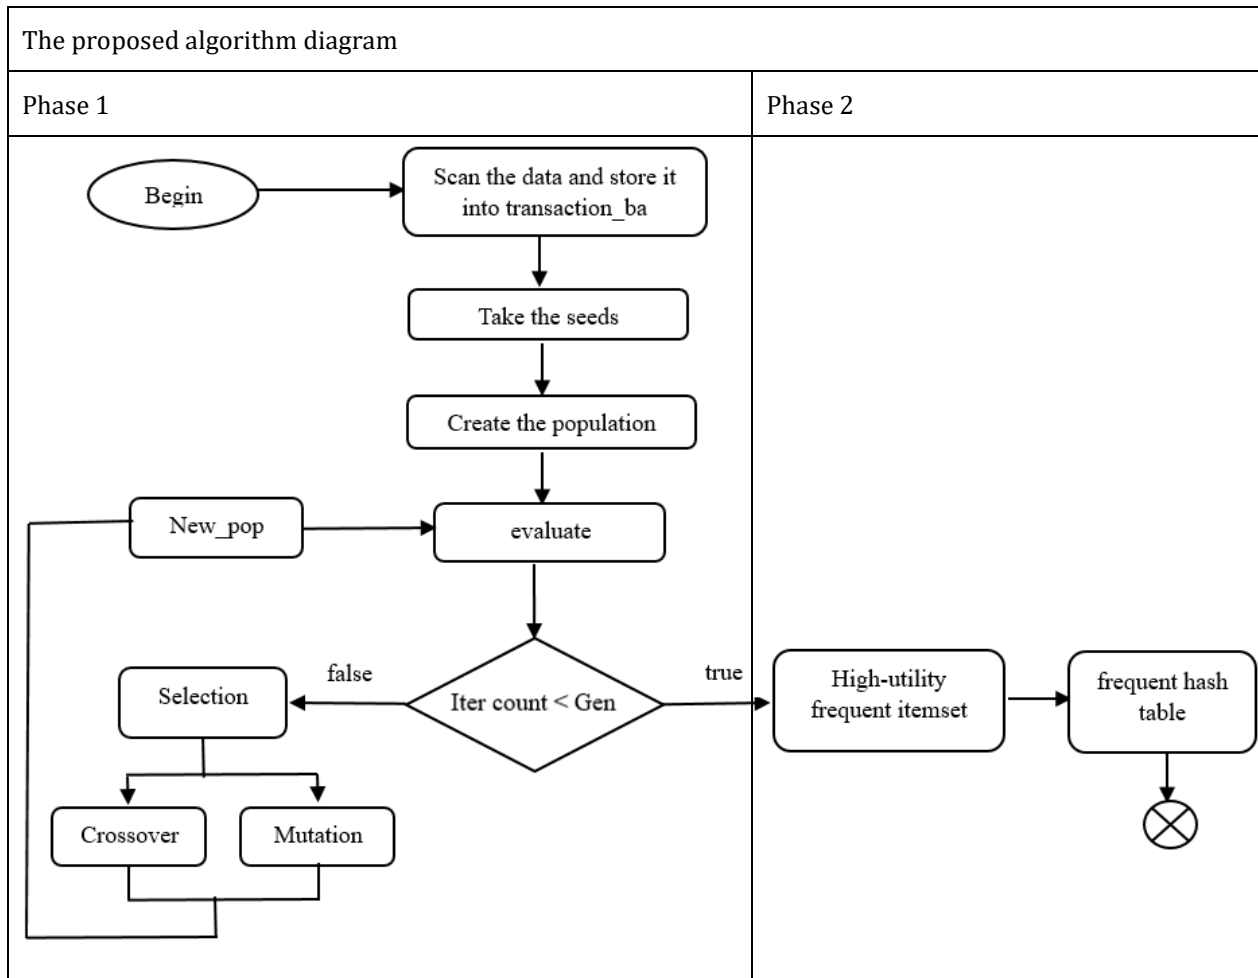 The proposed algorithm diagram
Phase 1
Phase 2
Begin
Scan the data and store it
into transaction_ba
Take the seeds
Create the population
New_pop
evaluate
Selection
false
Iter count < Gen
true
High-utility
frequent itemset
frequent hash
table
Crossover
Mutation